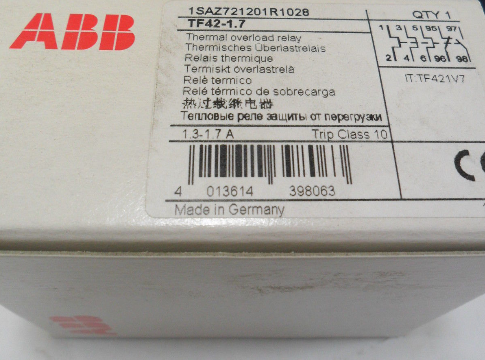 ABB
1SAZ721201R1028
TF42-1.7
Thermal overload relay
Thermisches Überlastrelais
Relais thermique
Termiskt överlastrelä
Relè termico
Relé térmico de sobrecarga
热过载继电器
Тепловые реле защиты от перегрузки
1.3-1.7 A Trip Class 10
4 013614 398063
Made in Germany
QTY 1
1 3 5 95 97
2 4 6 96 98
IT.TF421V7
CE
ABB